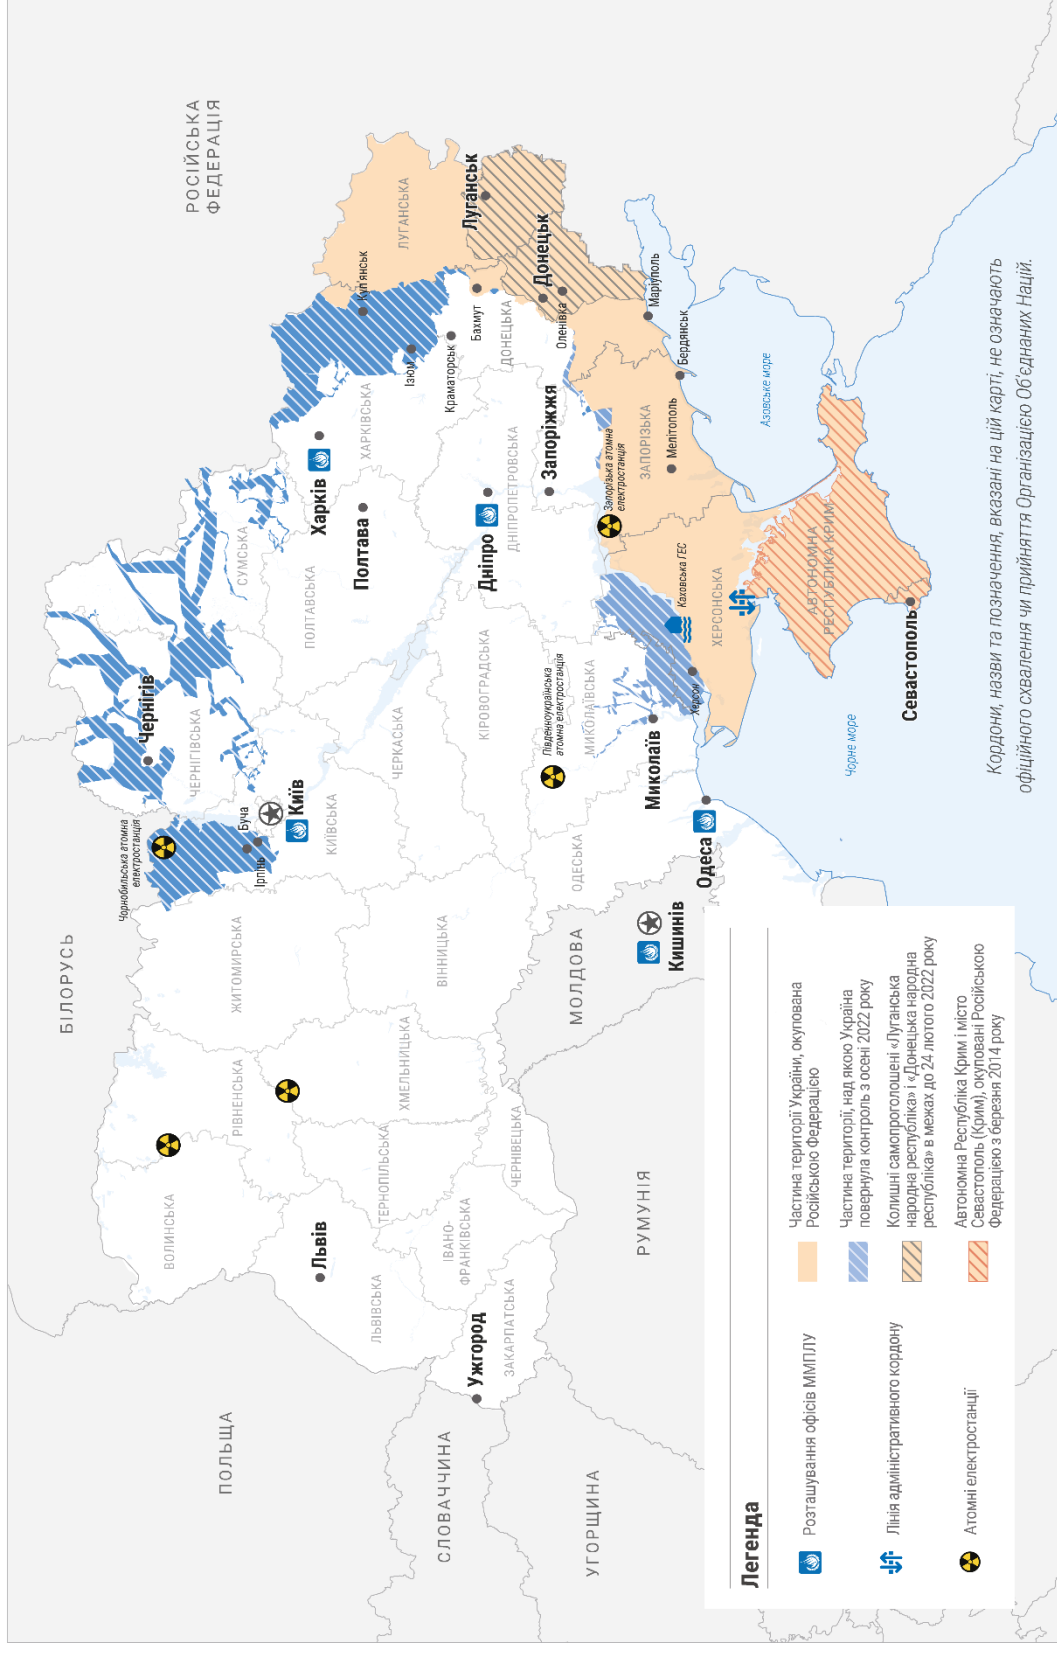 РОСІЙСЬКА
ФЕДЕРАЦІЯ
БІЛОРУСЬ
ПОЛЬЩА
СЛОВАЧЧИНА
УГОРЩИНА
РУМУНІЯ
МОЛДОВА
Кишинів
ВОЛИНСЬКА
РІВНЕНСЬКА
ЖИТОМИРСЬКА
Чорнобильська атомна
електростанція
Буча
Ірпінь
Київ
КИЇВСЬКА
Чернігів
ЧЕРНІГІВСЬКА
СУМСЬКА
Харків
ХАРКІВСЬКА
Куп'янськ
Ізюм
ЛУГАНСЬКА
Луганськ
Львів
ЛЬВІВСЬКА
ТЕРНОПІЛЬСЬКА
ХМЕЛЬНИЦЬКА
ВІННИЦЬКА
ЧЕРКАСЬКА
ПОЛТАВСЬКА
Полтава
Краматорськ
Бахмут
ДОНЕЦЬКА
Донецьк
Оленівка
Маріуполь
Бердянськ
Ужгород
ЗАКАРПАТСЬКА
ІВАНО-
ФРАНКІВСЬКА
ЧЕРНІВЕЦЬКА
КІРОВОГРАДСЬКА
Дніпро
ДНІПРОПЕТРОВСЬКА
Запоріжжя
Запорізька атомна
електростанція
ЗАПОРІЗЬКА
Мелітополь
ОДЕСЬКА
Одеса
Південноукраїнська
атомна електростанція
МИКОЛАЇВСЬКА
Миколаїв
Херсон
Каховська ГЕС
ХЕРСОНСЬКА
АВТОНОМНА
РЕСПУБЛІКА КРИМ
Севастополь
Азовське море
Чорне море
Кордони, назви та позначення, вказані на цій карті, не означають
офіційного схвалення чи прийняття Організацією Об'єднаних Націй.
Легенда
Розташування офісів ММПЛУ
Лінія адміністративного кордону
Атомні електростанції
Частина території України, окупована
Російською Федерацією
Частина території, над якою Україна
повернула контроль з осені 2022 року
Колишні самопроголошені «Луганська
народна республіка» і «Донецька народна
республіка» в межах до 24 лютого 2022 року
Автономна Республіка Крим і місто
Севастополь (Крим), окуповані Російською
Федерацією з березня 2014 року